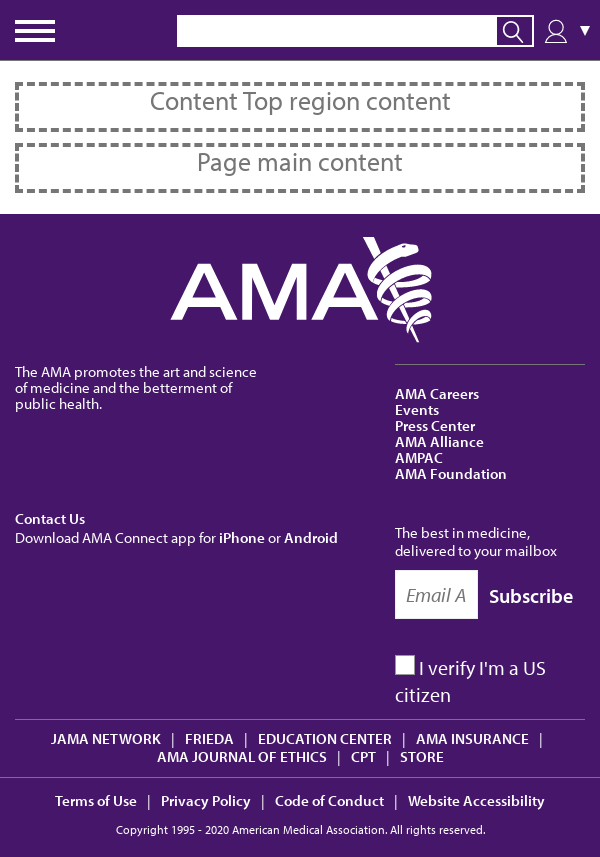 ▼
Content Top region content
Page main content
AMA
The AMA promotes the art and science
of medicine and the betterment of
public health.
AMA Careers
Events
Press Center
AMA Alliance
AMPAC
AMA Foundation
Contact Us
Download AMA Connect app for iPhone or Android
The best in medicine,
delivered to your mailbox
Email A
Subscribe
I verify I'm a US
citizen
JAMA NETWORK | FRIEDA | EDUCATION CENTER | AMA INSURANCE |
AMA JOURNAL OF ETHICS | CPT | STORE
Terms of Use | Privacy Policy | Code of Conduct | Website Accessibility
Copyright 1995 - 2020 American Medical Association. All rights reserved.